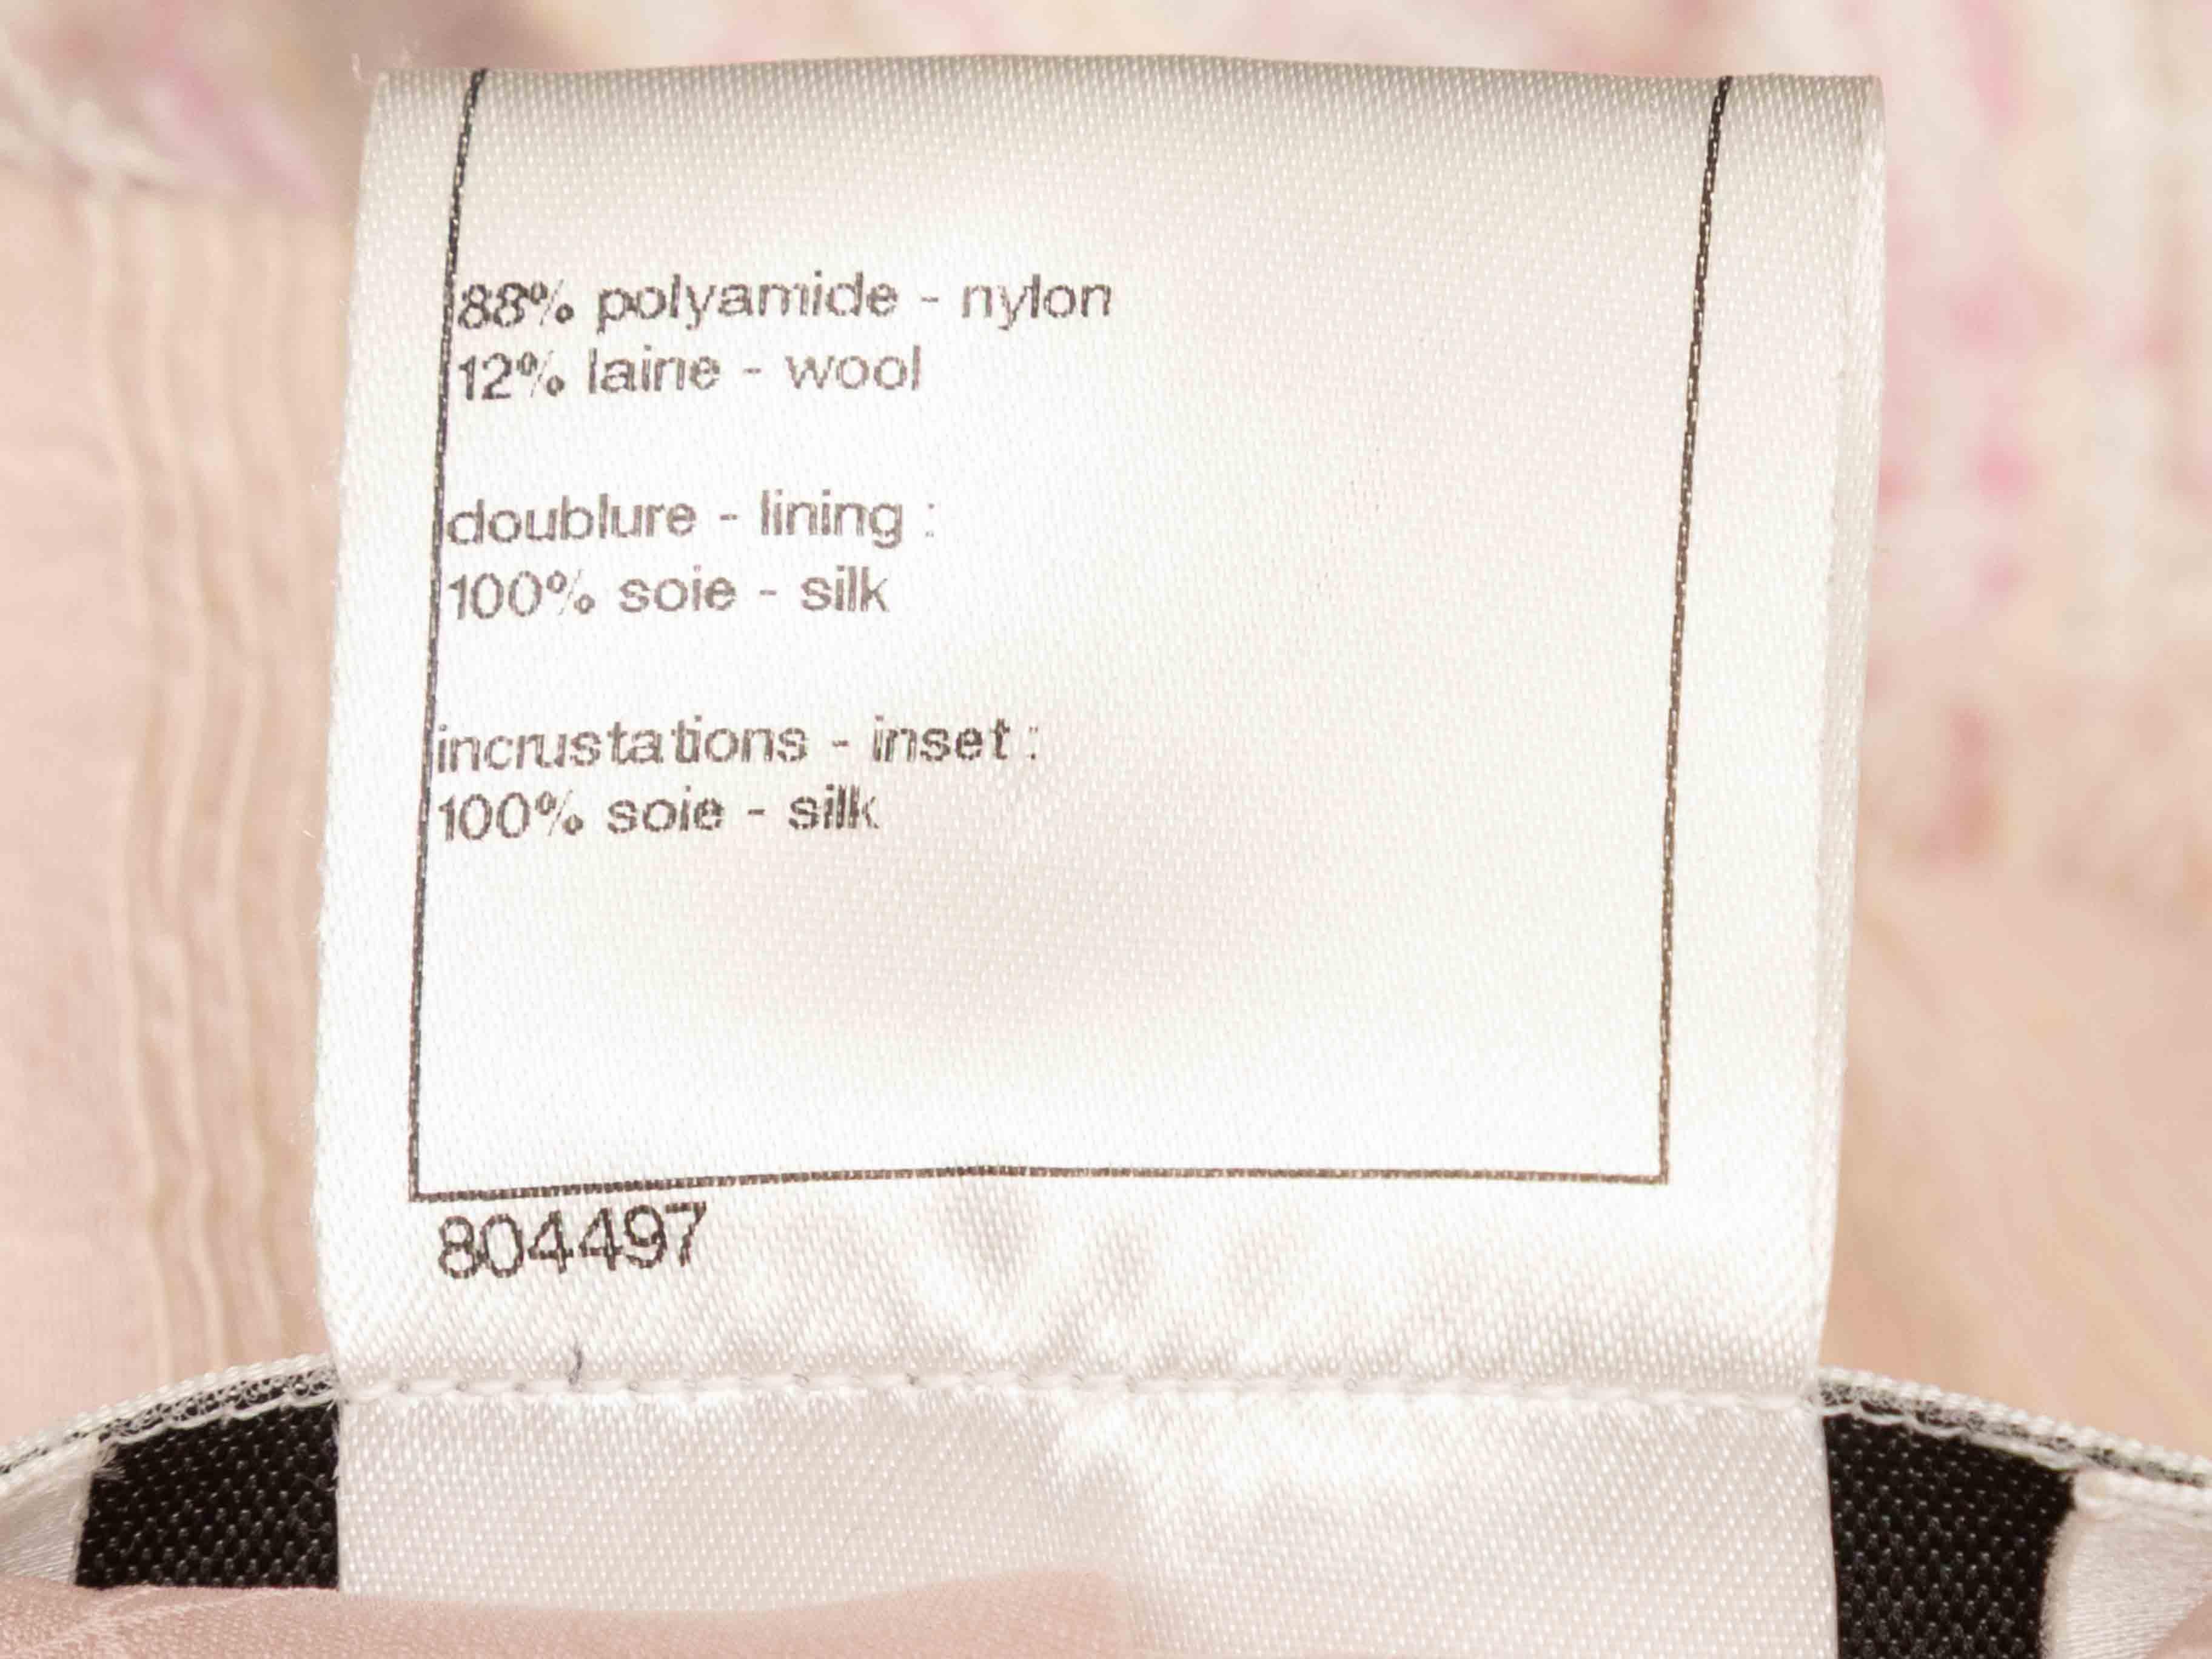 88% polyamide - nylon
12% laine - wool
doublure - lining :
100% soie - silk
incrustations - inset :
100% soie - silk
804497